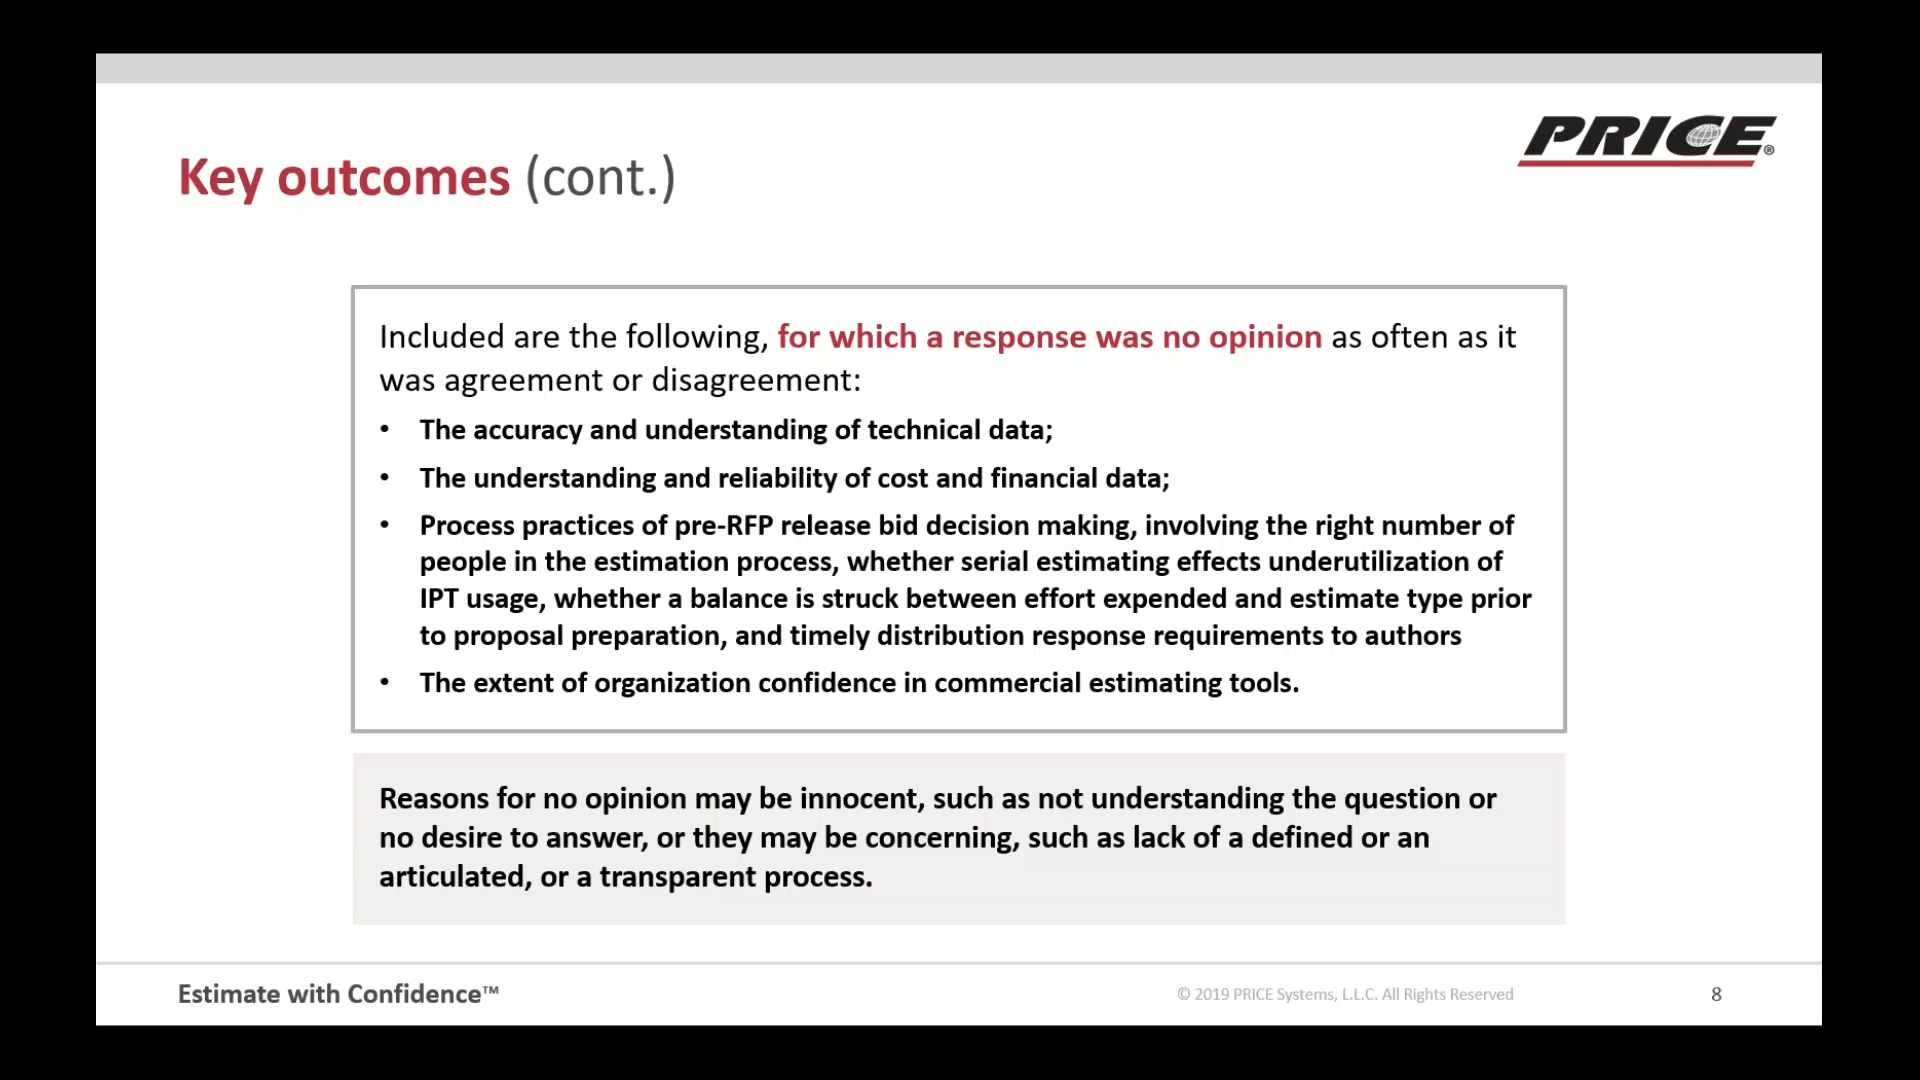 PRICE®
Key outcomes (cont.)
Included are the following, for which a response was no opinion as often as it
was agreement or disagreement:
• The accuracy and understanding of technical data;
• The understanding and reliability of cost and financial data;
• Process practices of pre-RFP release bid decision making, involving the right number of
people in the estimation process, whether serial estimating effects underutilization of
IPT usage, whether a balance is struck between effort expended and estimate type prior
to proposal preparation, and timely distribution response requirements to authors
• The extent of organization confidence in commercial estimating tools.
Reasons for no opinion may be innocent, such as not understanding the question or
no desire to answer, or they may be concerning, such as lack of a defined or an
articulated, or a transparent process.
Estimate with Confidence™
© 2019 PRICE Systems, L.L.C. All Rights Reserved
8